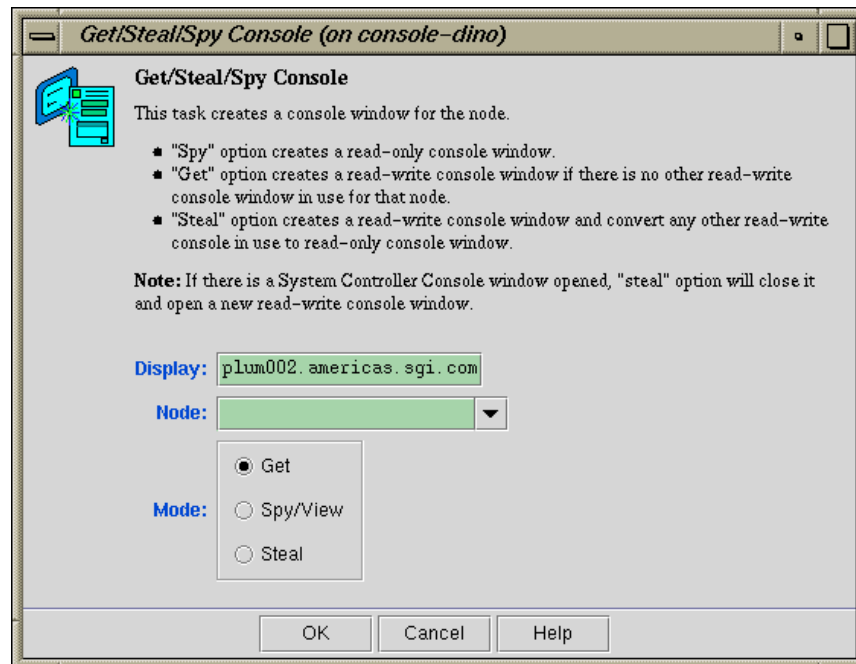 Get/Steal/Spy Console (on console-dino)
Get/Steal/Spy Console
This task creates a console window for the node.
"Spy" option creates a read-only console window.
"Get" option creates a read-write console window if there is no other read-write
console window in use for that node.
"Steal" option creates a read-write console window and convert any other read-write
console in use to read-only console window.
Note: If there is a System Controller Console window opened, "steal" option will close it
and open a new read-write console window.
Display: plum002.americas.sgi.com
Node:
Get
Mode: Spy/View
Steal
OK Cancel Help